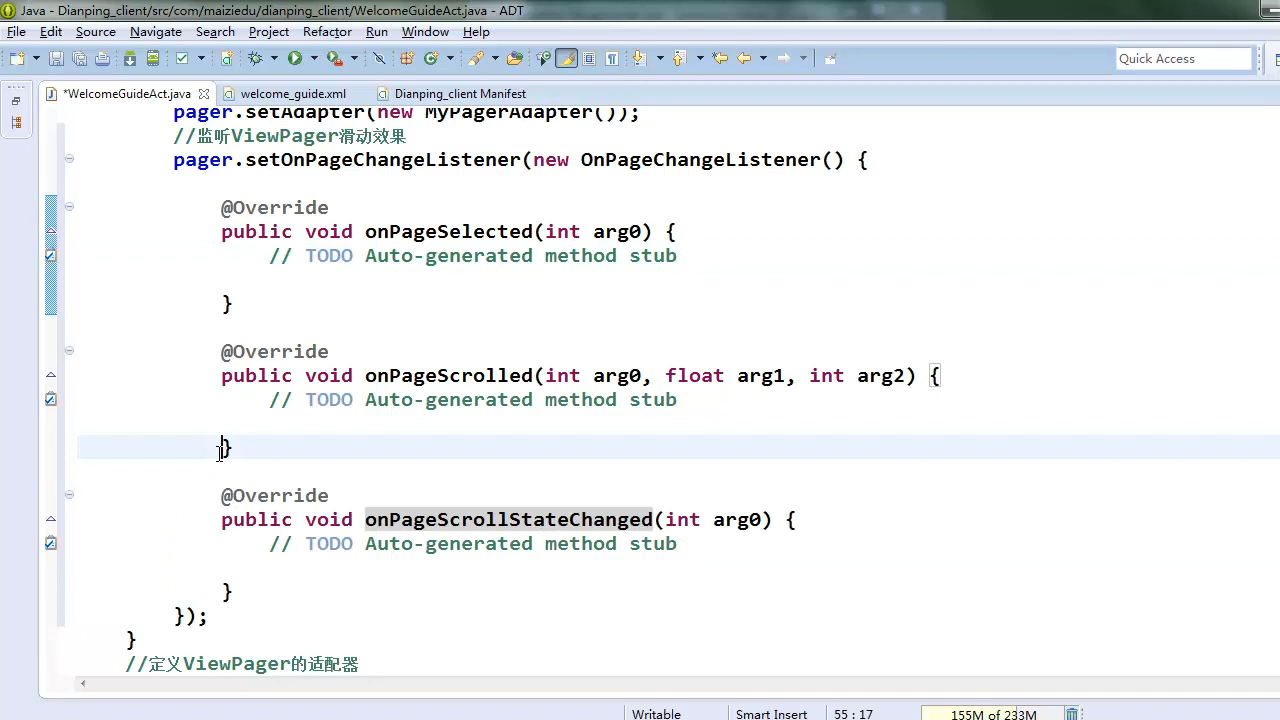 Java - Dianping_client/src/com/maiziedu/dianping_client/WelcomeGuideAct.java - ADT
File Edit Source Navigate Search Project Refactor Run Window Help
Quick Access
*WelcomeGuideAct.java welcome_guide.xml Dianping_client Manifest
pager.setAdapter(new MyPagerAdapter());
//监听ViewPager滑动效果
pager.setOnPageChangeListener(new OnPageChangeListener() {
@Override
public void onPageSelected(int arg0) {
// TODO Auto-generated method stub
}
@Override
public void onPageScrolled(int arg0, float arg1, int arg2) {
// TODO Auto-generated method stub
}
@Override
public void onPageScrollStateChanged(int arg0) {
// TODO Auto-generated method stub
}
});
}
//定义ViewPager的适配器
Writable Smart Insert 55 : 17 155M of 233M